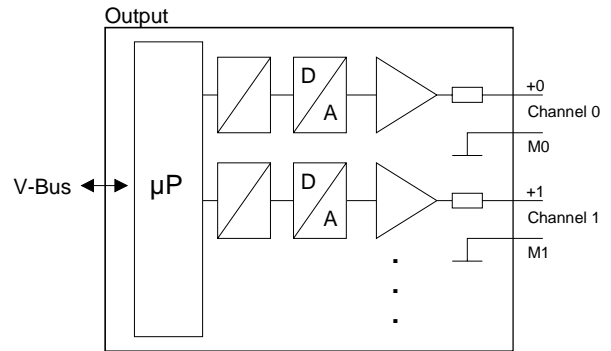 Output
D
A
+0
Channel 0
M0
V-Bus
µP
D
A
+1
Channel 1
M1